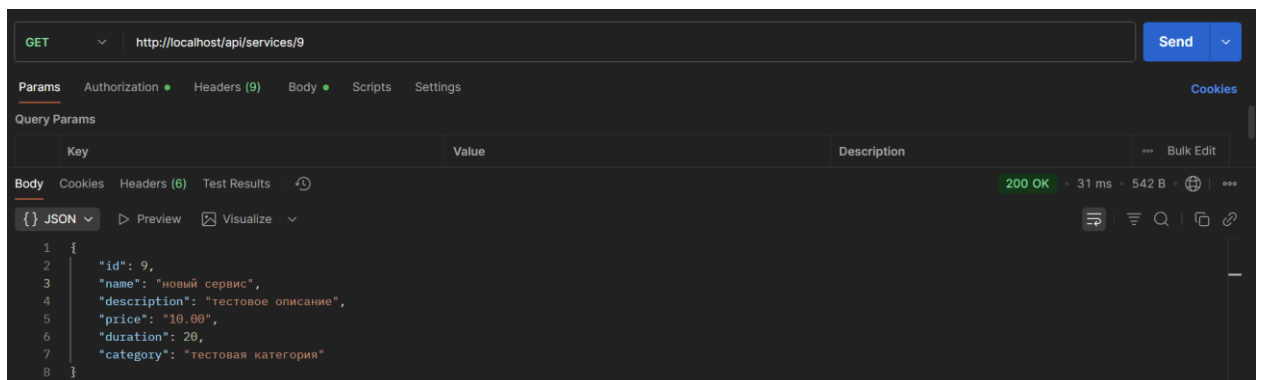 GET http://localhost/api/services/9 Send
Params Authorization Headers (9) Body Scripts Settings Cookies
Query Params
Key Value Description Bulk Edit
Body Cookies Headers (6) Test Results 200 OK 31 ms 542 B
{} JSON Preview Visualize
1 {
2 "id": 9,
3 "name": "новый сервис",
4 "description": "тестовое описание",
5 "price": "10.00",
6 "duration": 20,
7 "category": "тестовая категория"
8 }